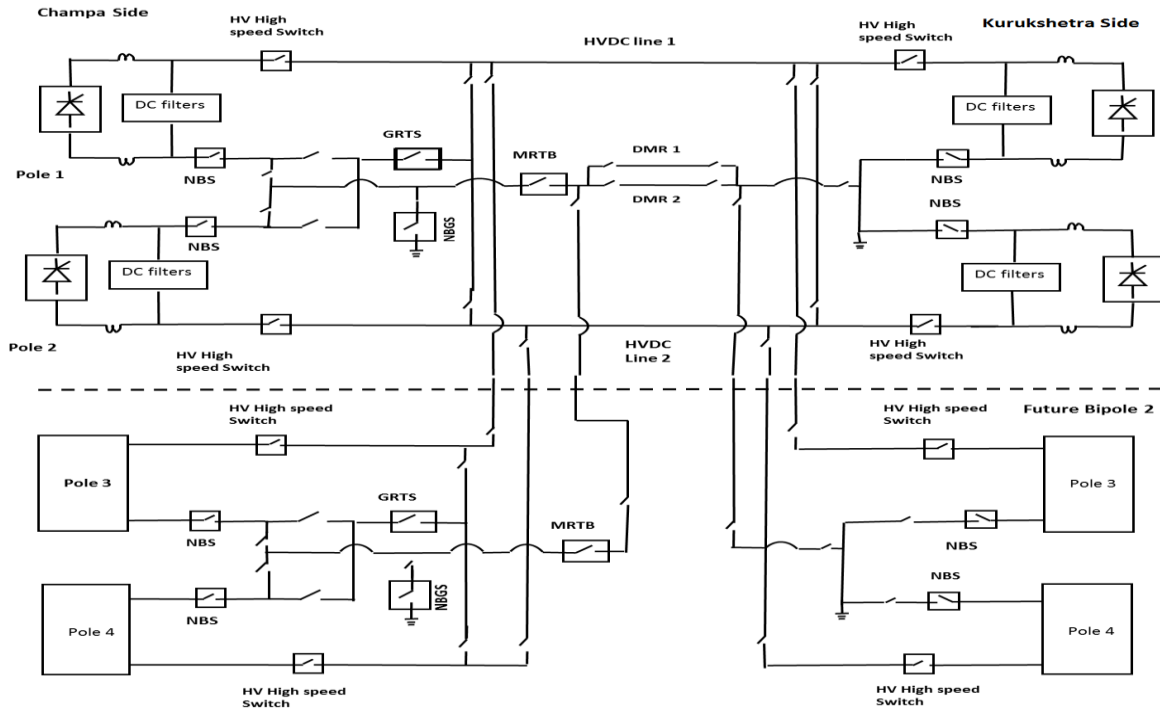 Champa Side
HV High
speed Switch
HVDC line 1
HV High
speed Switch
Kurukshetra Side
DC filters
DC filters
GRTS
MRTB
DMR 1
Pole 1
NBS
NBS
DMR 2
NBS
NBGS
NBS
DC filters
DC filters
Pole 2
HV High
speed Switch
HVDC
Line 2
HV High
speed Switch
HV High speed
Switch
HV High speed
Switch
Future Bipole 2
Pole 3
Pole 3
GRTS
MRTB
NBS
NBS
NBGS
NBS
NBS
Pole 4
Pole 4
HV High speed
Switch
HV High speed
Switch